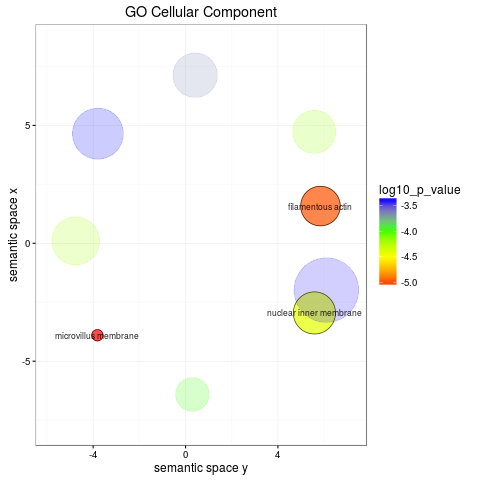 GO Cellular Component
semantic space x
5
0
-5
filamentous actin
nuclear inner membrane
microvillus membrane
-4
0
4
semantic space y
log10_p_value
-3.5
-4.0
-4.5
-5.0